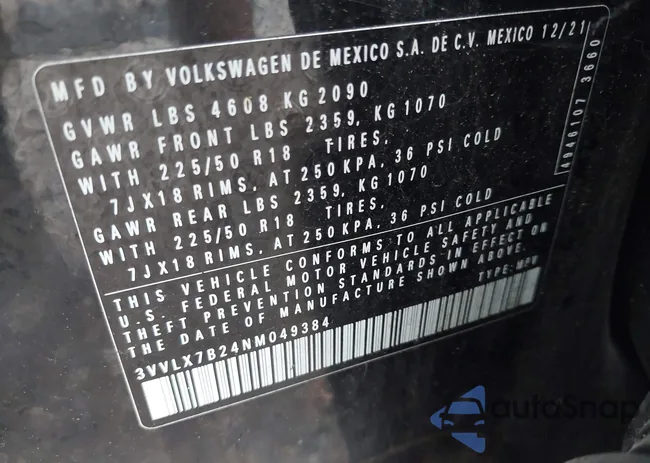 MFD BY VOLKSWAGEN DE MEXICO S.A. DE C.V. MEXICO 12/21
GVWR LBS 4608 KG 2090
GAWR FRONT LBS 2359, KG 1070
WITH 225/50 R18 TIRES,
7JX18 RIMS, AT 250 KPA, 36 PSI COLD
GAWR REAR LBS 2359, KG 1070
WITH 225/50 R18 TIRES,
7JX18 RIMS, AT 250 KPA, 36 PSI COLD
THIS VEHICLE CONFORMS TO ALL APPLICABLE
U.S. FEDERAL MOTOR VEHICLE SAFETY AND
THEFT PREVENTION STANDARDS IN EFFECT ON
THE DATE OF MANUFACTURE SHOWN ABOVE.
TYPE: MPV
3VVLX7B24NM049384
4946107 3660
autoSnap